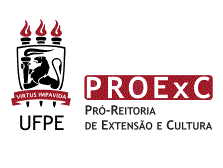 VIRTUS IMPAVIDA
UFPE
PROExC
PRÓ-REITORIA
DE EXTENSÃO E CULTURA